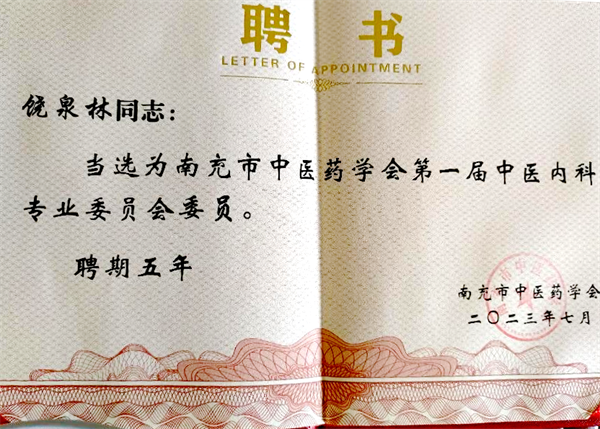 聘 书
LETTER OF APPOINTMENT
饶泉林同志：
当选为南充市中医药学会第一届中医内科
专业委员会委员。
聘期五年
南充市中医药学会
二〇二三年七月